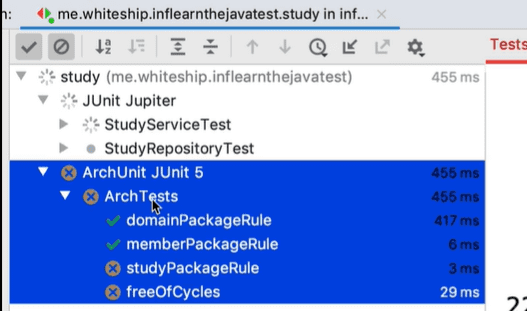 n: me.whiteship.inflearnthejavatest.study in inf...
Tests
study (me.whiteship.inflearnthejavatest) 455 ms
JUnit Jupiter
StudyServiceTest
StudyRepositoryTest
ArchUnit JUnit 5 455 ms
ArchTests 455 ms
domainPackageRule 417 ms
memberPackageRule 6 ms
studyPackageRule 3 ms
freeOfCycles 29 ms
22